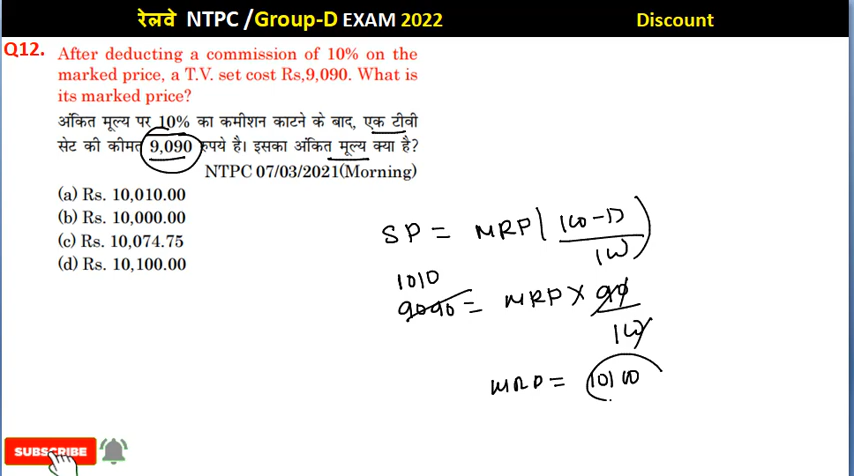 रेलवे NTPC /Group-D EXAM 2022
Discount
Q12. After deducting a commission of 10% on the
marked price, a T.V. set cost Rs,9,090. What is
its marked price?
अंकित मूल्य पर 10% का कमीशन काटने के बाद, एक टीवी
सेट की कीमत 9,090 रुपये है। इसका अंकित मूल्य क्या है?
NTPC 07/03/2021(Morning)
(a) Rs. 10,010.00
(b) Rs. 10,000.00
(c) Rs. 10,074.75
(d) Rs. 10,100.00
SP = MRP (100-D
100)
1010
9090 = MRP × 90
100
MRP = 10100
SUBSCRIBE